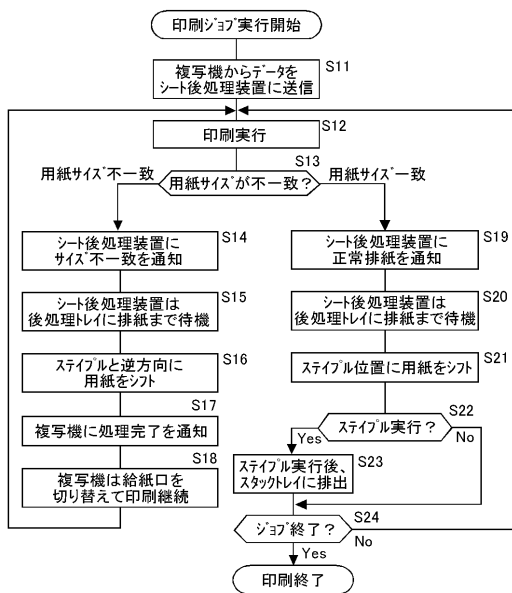 印刷ジョブ実行開始
S11
複写機からデータを
シート後処理装置に送信
S12
印刷実行
S13
用紙サイズ不一致
用紙サイズが不一致？
用紙サイズ一致
S14
シート後処理装置に
サイズ不一致を通知
S15
シート後処理装置は
後処理トレイに排紙まで待機
S16
ステイプルと逆方向に
用紙をシフト
S17
複写機に処理完了を通知
S18
複写機は給紙口を
切り替えて印刷継続
S19
シート後処理装置に
正常排紙を通知
S20
シート後処理装置は
後処理トレイに排紙まで待機
S21
ステイプル位置に用紙をシフト
S22
ステイプル実行？
Yes
No
S23
ステイプル実行後、
スタックトレイに排出
S24
ジョブ終了？
No
Yes
印刷終了